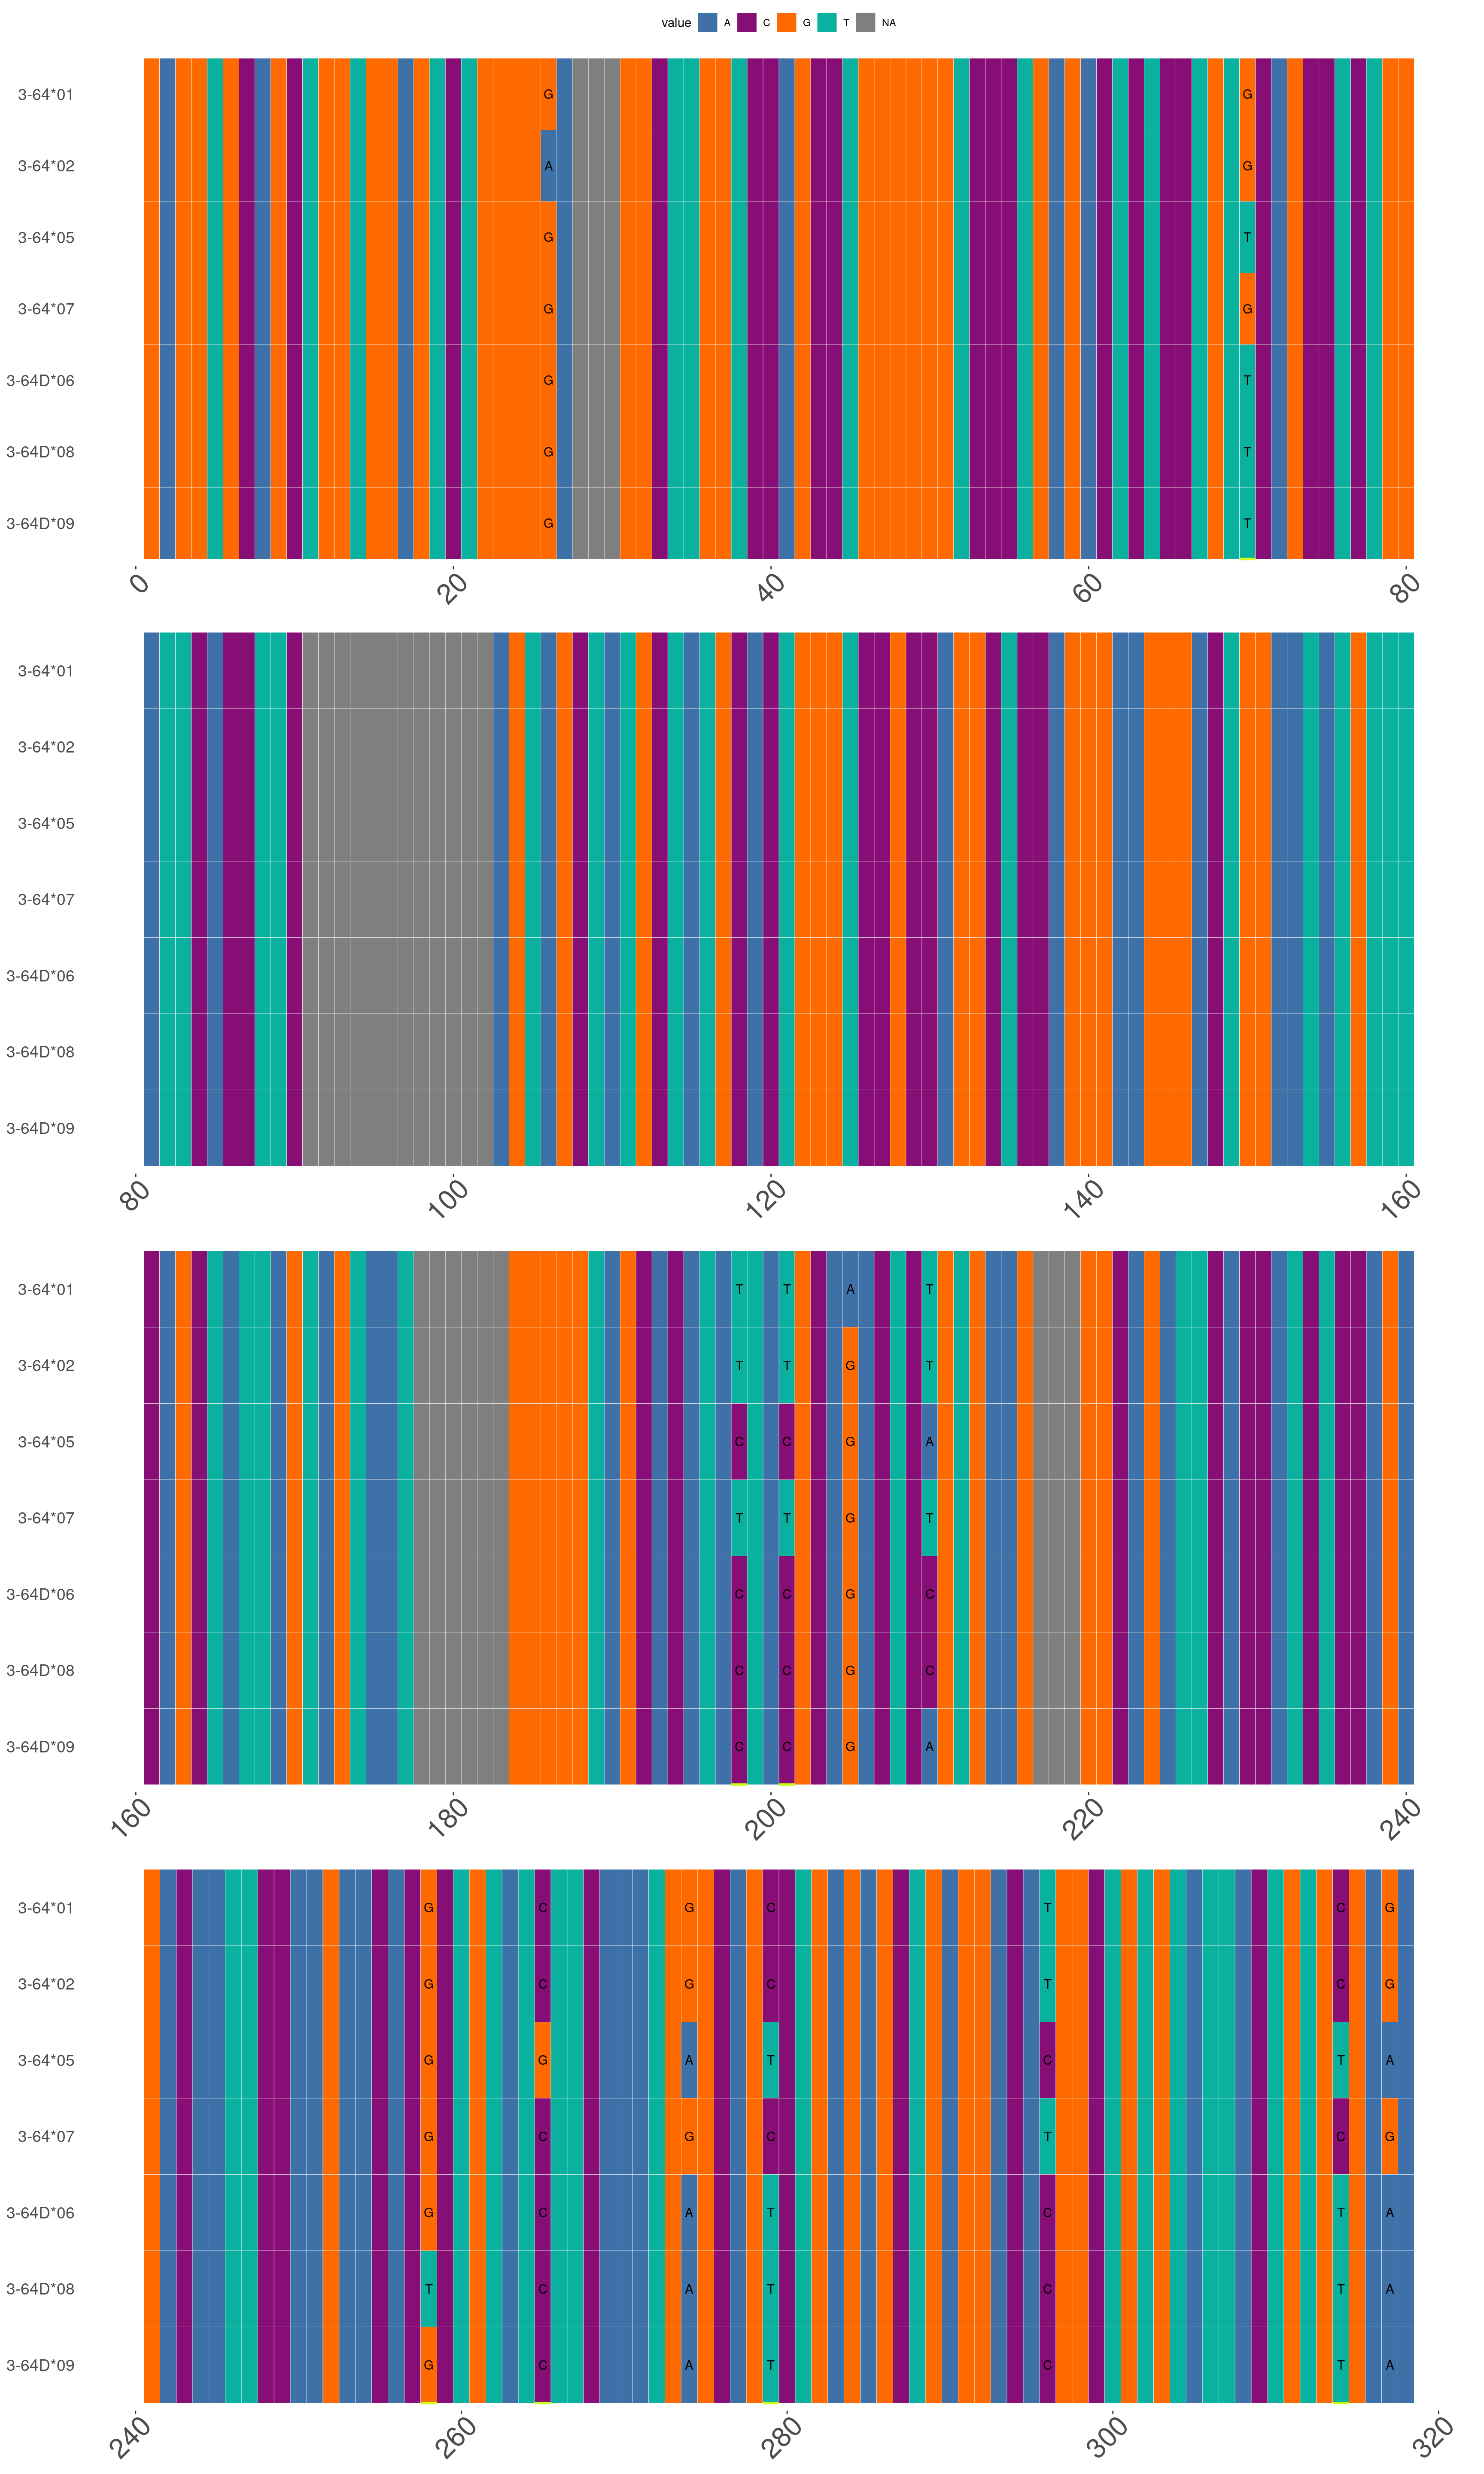 value A C G T NA
3-64*01 G G
3-64*02 A G
3-64*05 G T
3-64*07 G G
3-64D*06 G T
3-64D*08 G T
3-64D*09 G T
0 20 40 60 80
3-64*01
3-64*02
3-64*05
3-64*07
3-64D*06
3-64D*08
3-64D*09
80 100 120 140 160
3-64*01 T T A T
3-64*02 T T G T
3-64*05 C C G A
3-64*07 T T G T
3-64D*06 C C G C
3-64D*08 C C G C
3-64D*09 C C G A
160 180 200 220 240
3-64*01 G C G C T C G
3-64*02 G C G C T C G
3-64*05 G G A T C T A
3-64*07 G C G C T C G
3-64D*06 G C A T C T A
3-64D*08 T C A T C T A
3-64D*09 G C A T C T A
240 260 280 300 320